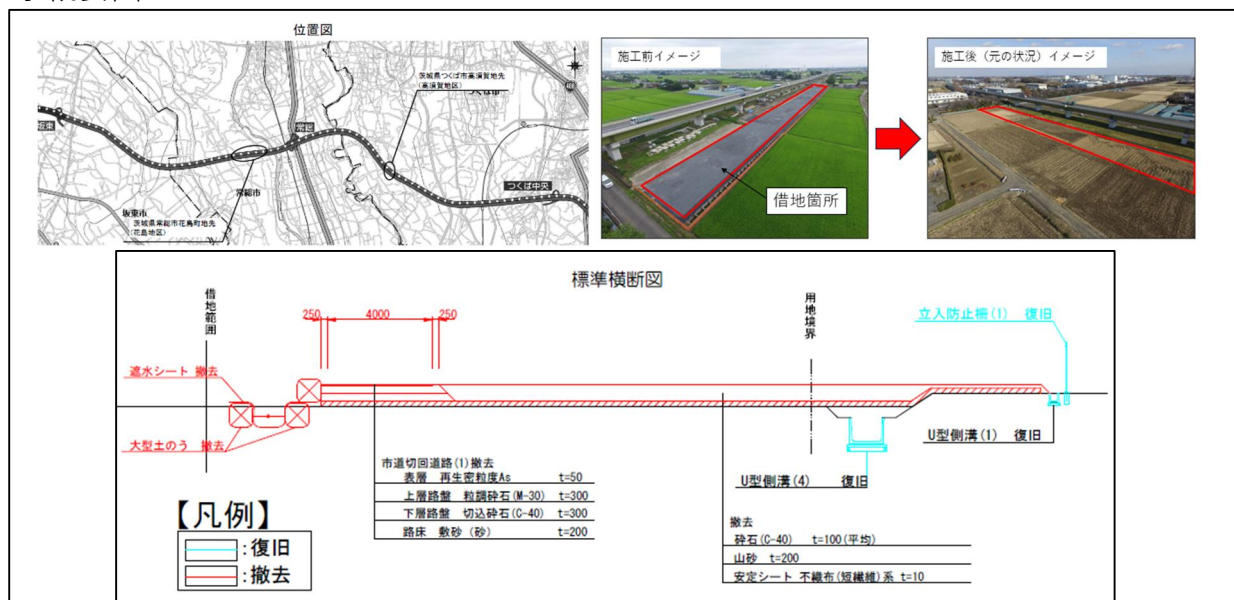 位置図
茨城県つくば市高須賀地先
(高須賀地区)
坂東
常総
常総市
つくば中央
坂東市
茨城県常総市花島町地先
(花島地区)
施工前イメージ
借地箇所
施工後（元の状況）イメージ
標準横断図
借地範囲
250
4000
250
用地境界
立入防止柵(1) 復旧
遮水シート 撤去
大型土のう 撤去
U型側溝(1) 復旧
U型側溝(4) 復旧
市道切回道路(1)撤去
表層 再生密粒度As t=50
上層路盤 粒調砕石(M-30) t=300
下層路盤 切込砕石(C-40) t=300
路床 敷砂 (砂) t=200
撤去
砕石(C-40) t=100(平均)
山砂 t=200
安定シート 不織布(短繊維)系 t=10
【凡例】
:復旧
:撤去